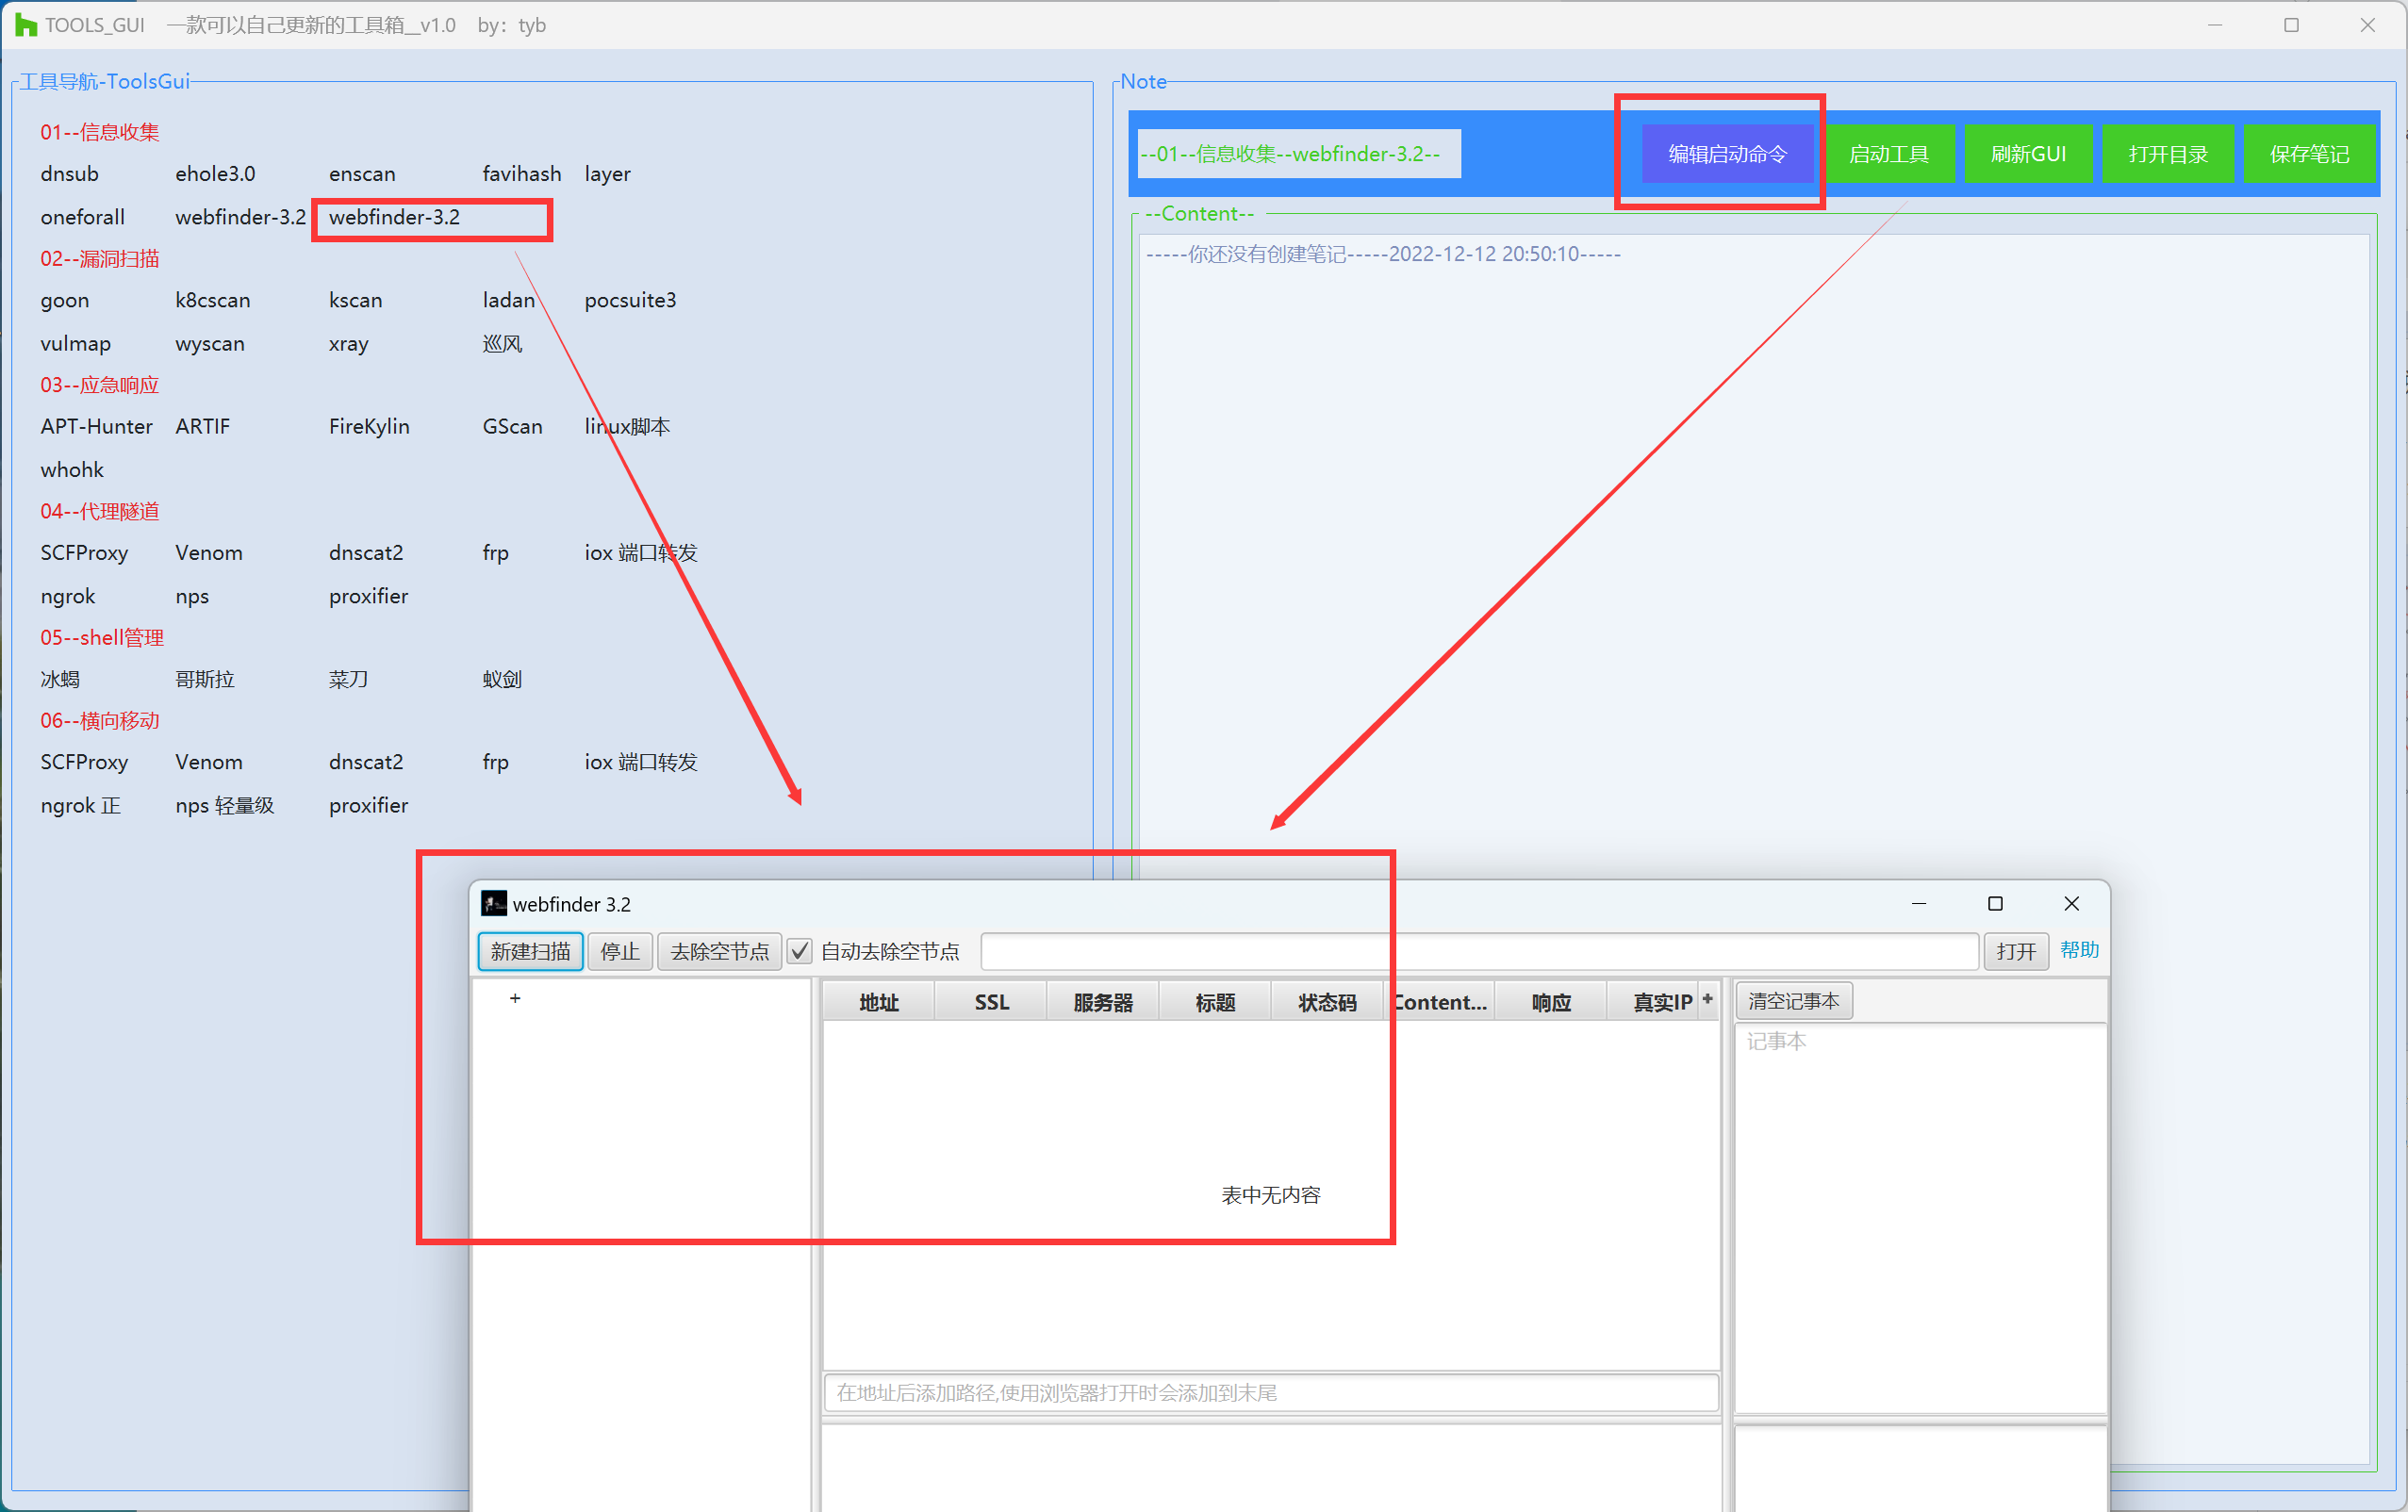 TOOLS_GUI 一款可以自己更新的工具箱__v1.0 by：tyb
工具导航-ToolsGui
01--信息收集
dnsub ehole3.0 enscan favihash layer
oneforall webfinder-3.2 webfinder-3.2
02--漏洞扫描
goon k8cscan kscan ladan pocsuite3
vulmap wyscan xray 巡风
03--应急响应
APT-Hunter ARTIF FireKylin GScan linux脚本
whohk
04--代理隧道
SCFProxy Venom dnscat2 frp iox 端口转发
ngrok nps proxifier
05--shell管理
冰蝎 哥斯拉 菜刀 蚁剑
06--横向移动
SCFProxy Venom dnscat2 frp iox 端口转发
ngrok 正 nps 轻量级 proxifier
Note
--01--信息收集--webfinder-3.2-- 编辑启动命令 启动工具 刷新GUI 打开目录 保存笔记
--Content--
-----你还没有创建笔记-----2022-12-12 20:50:10-----
webfinder 3.2
新建扫描 停止 去除空节点 自动去除空节点 打开 帮助
+ 地址 SSL 服务器 标题 状态码 Content... 响应 真实IP + 清空记事本
记事本
表中无内容
在地址后添加路径,使用浏览器打开时会添加到末尾